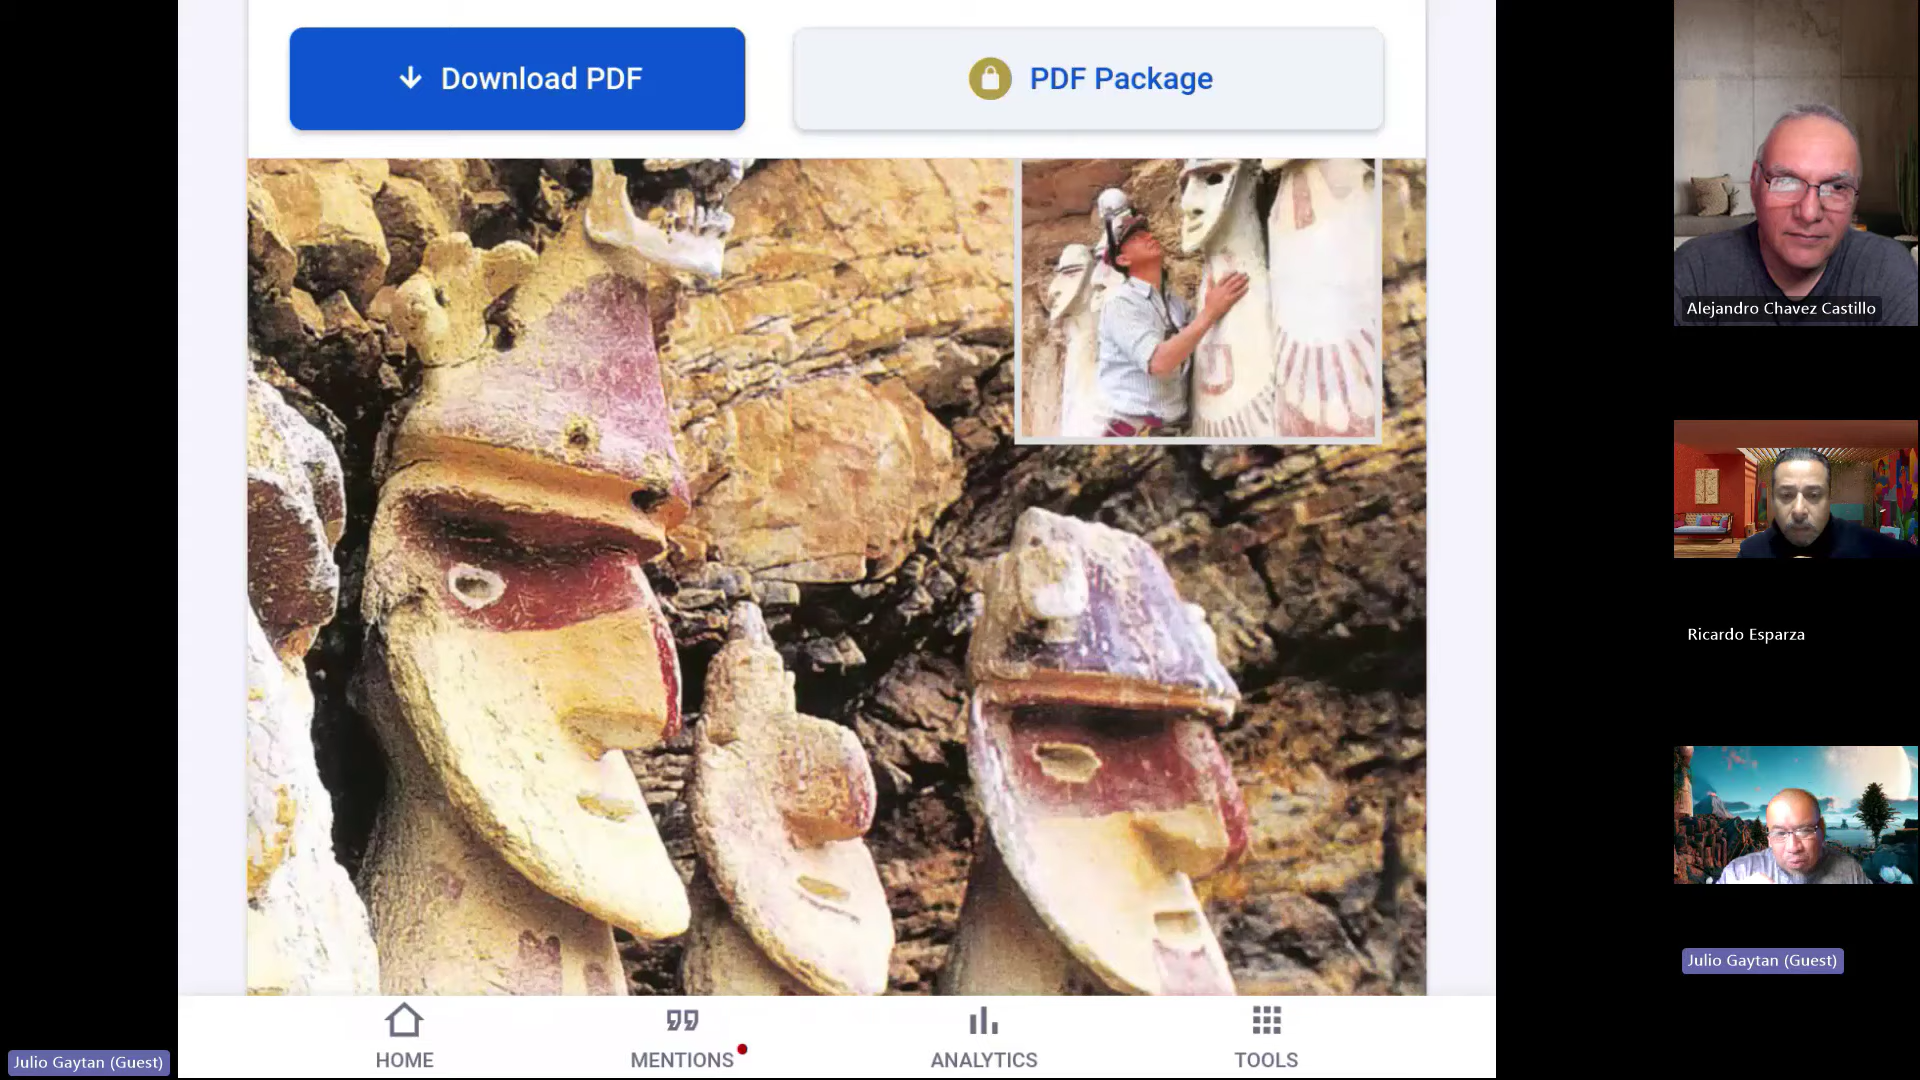 Download PDF
PDF Package
HOME
MENTIONS
ANALYTICS
TOOLS
Alejandro Chavez Castillo
Ricardo Esparza
Julio Gaytan (Guest)
Julio Gaytan (Guest)